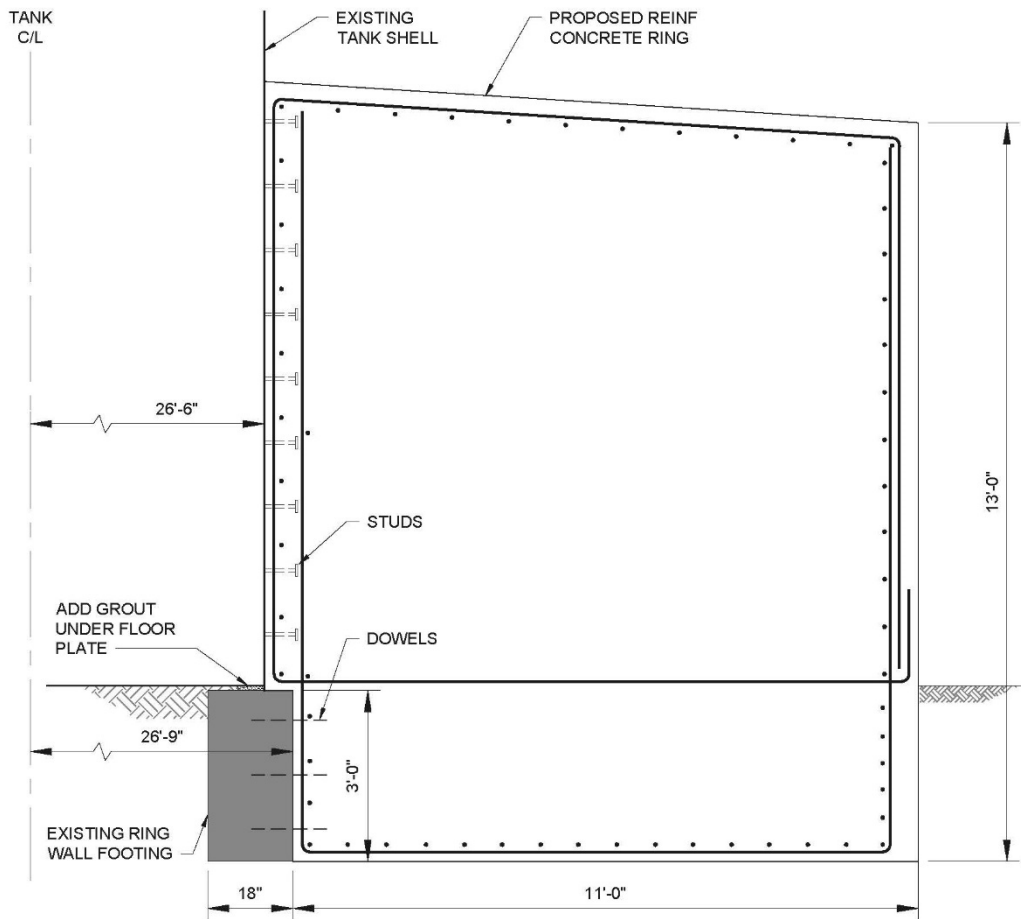 TANK
C/L
EXISTING
TANK SHELL
PROPOSED REINF
CONCRETE RING
26'-6"
13'-0"
STUDS
ADD GROUT
UNDER FLOOR
PLATE
DOWELS
26'-9"
3'-0"
EXISTING RING
WALL FOOTING
18"
11'-0"